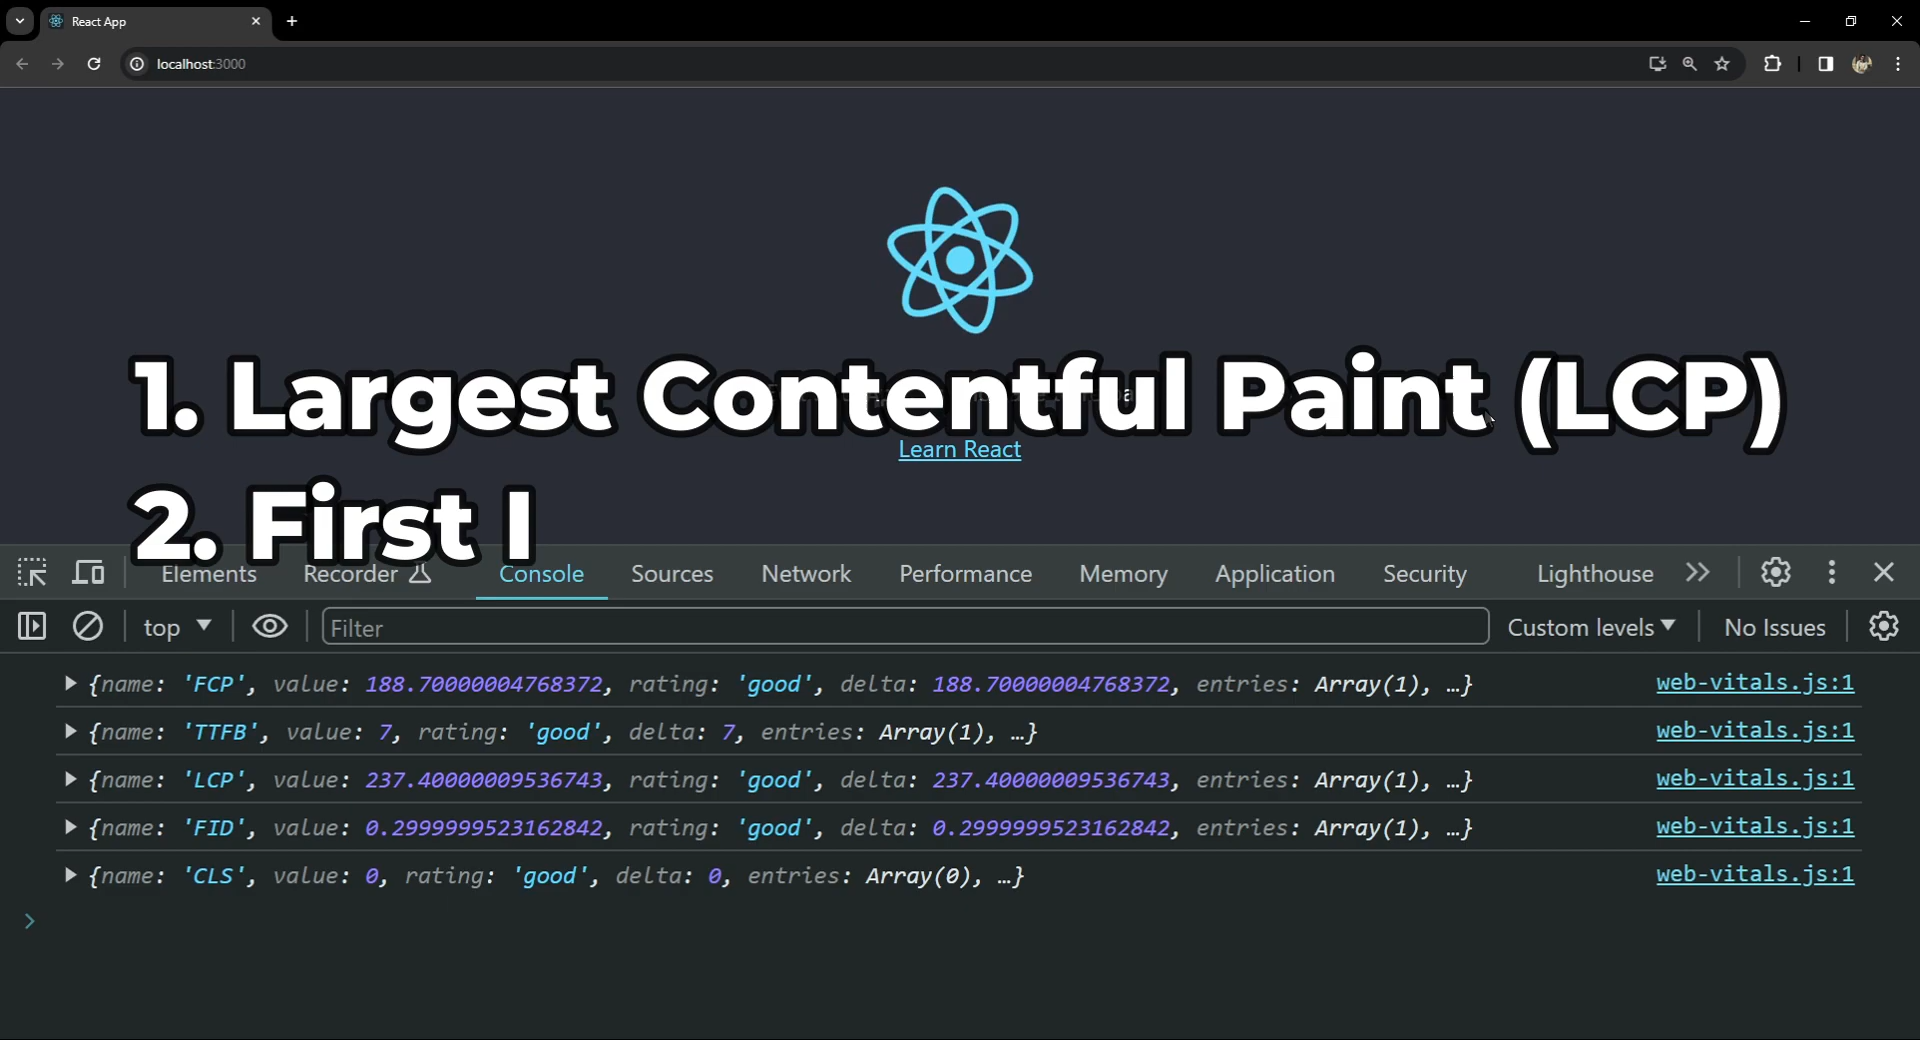 React App
localhost:3000
1. Largest Contentful Paint (LCP)
Learn React
2. First I
Elements Recorder Console Sources Network Performance Memory Application Security Lighthouse
top Filter Custom levels No Issues
{name: 'FCP', value: 188.70000004768372, rating: 'good', delta: 188.70000004768372, entries: Array(1), …} web-vitals.js:1
{name: 'TTFB', value: 7, rating: 'good', delta: 7, entries: Array(1), …} web-vitals.js:1
{name: 'LCP', value: 237.40000009536743, rating: 'good', delta: 237.40000009536743, entries: Array(1), …} web-vitals.js:1
{name: 'FID', value: 0.2999999523162842, rating: 'good', delta: 0.2999999523162842, entries: Array(1), …} web-vitals.js:1
{name: 'CLS', value: 0, rating: 'good', delta: 0, entries: Array(0), …} web-vitals.js:1